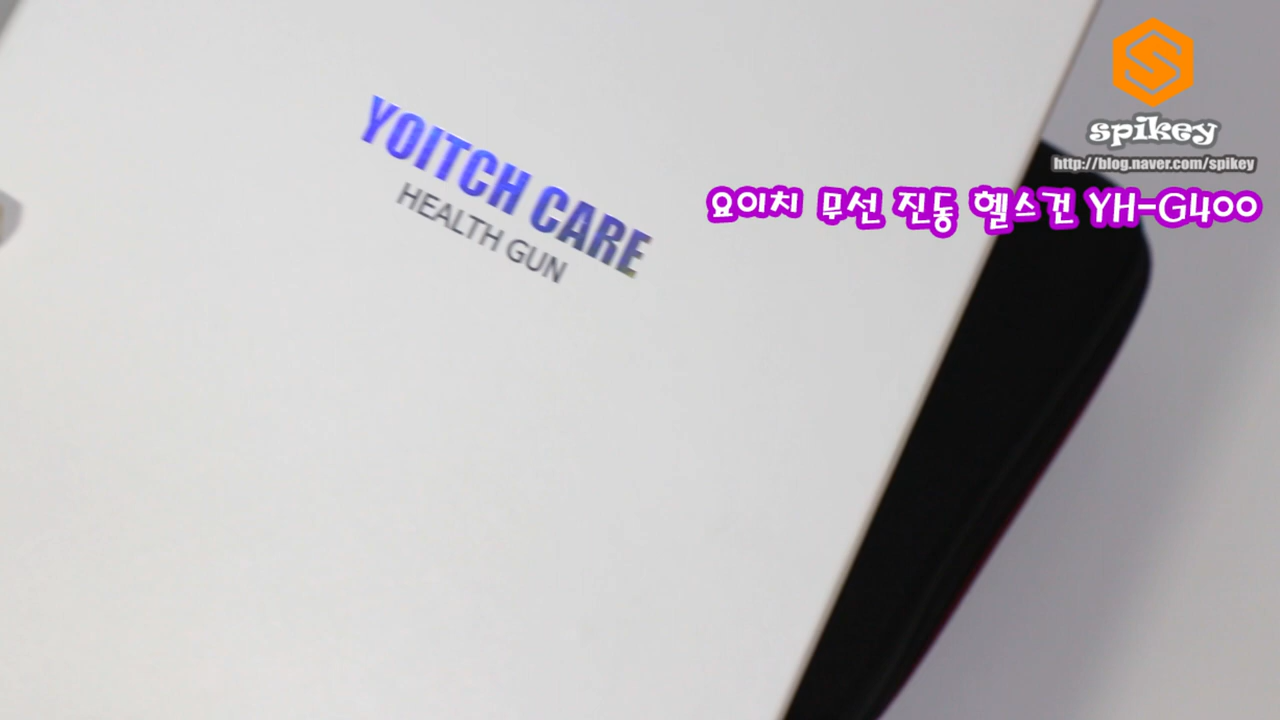 YOITCH CARE
HEALTH GUN
spikey
http://blog.naver.com/spikey
요이치 무선 진동 헬스건 YH-G400